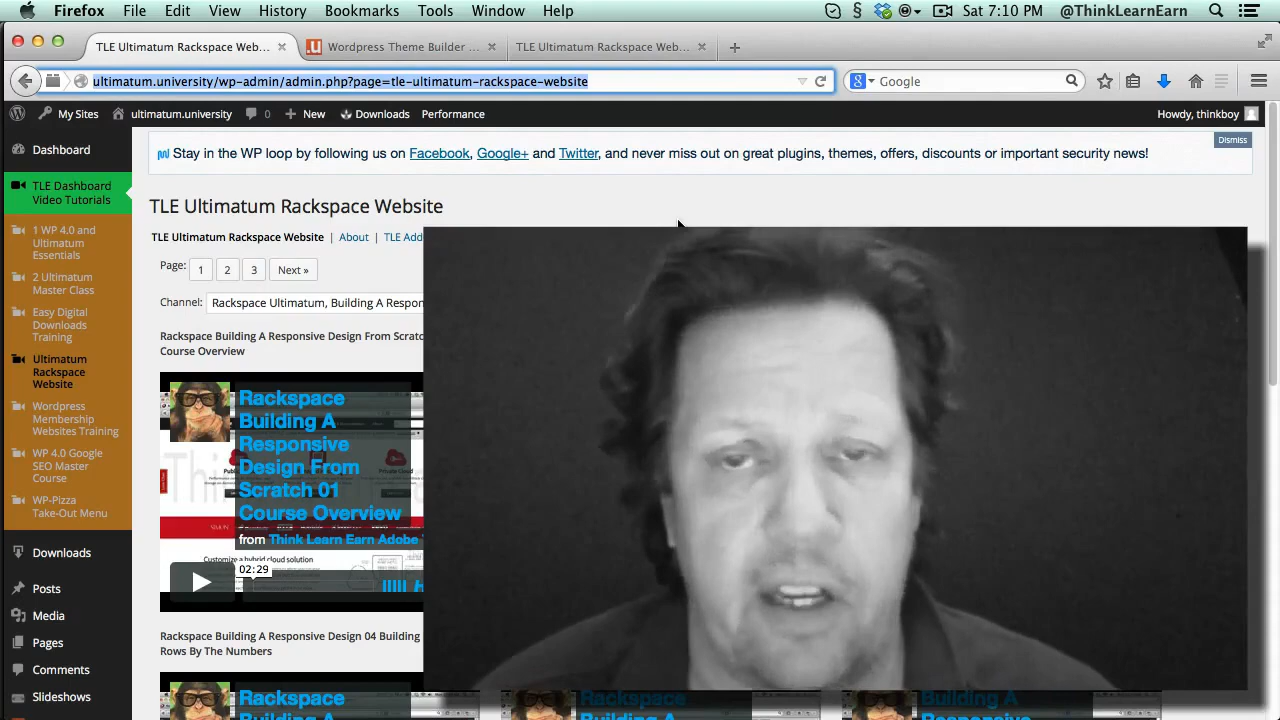 Firefox File Edit View History Bookmarks Tools Window Help Sat 7:10 PM @ThinkLearnEarn
TLE Ultimatum Rackspace Web... Wordpress Theme Builder ... TLE Ultimatum Rackspace Web...
ultimatum.university/wp-admin/admin.php?page=tle-ultimatum-rackspace-website Google
My Sites ultimatum.university 0 New Downloads Performance Howdy, thinkboy
Dismiss
Stay in the WP loop by following us on Facebook, Google+ and Twitter, and never miss out on great plugins, themes, offers, discounts or important security news!
Dashboard
TLE Dashboard
Video Tutorials
1 WP 4.0 and
Ultimatum
Essentials
2 Ultimatum
Master Class
Easy Digital
Downloads
Training
Ultimatum
Rackspace
Website
Wordpress
Membership
Websites Training
WP 4.0 Google
SEO Master
Course
WP-Pizza
Take-Out Menu
Downloads
Posts
Media
Pages
Comments
Slideshows
TLE Ultimatum Rackspace Website
TLE Ultimatum Rackspace Website | About | TLE Add
Page: 1 2 3 Next »
Channel: Rackspace Ultimatum, Building A Respon
Rackspace Building A Responsive Design From Scratc
Course Overview
Rackspace
Building A
Responsive
Design From
Scratch 01
Course Overview
from Think Learn Earn Adobe
Customize a hybrid cloud solution
02:29
Rackspace Building A Responsive Design 04 Building
Rows By The Numbers
Rackspace
Building A
Rackspace
Building A
Building A
Responsive